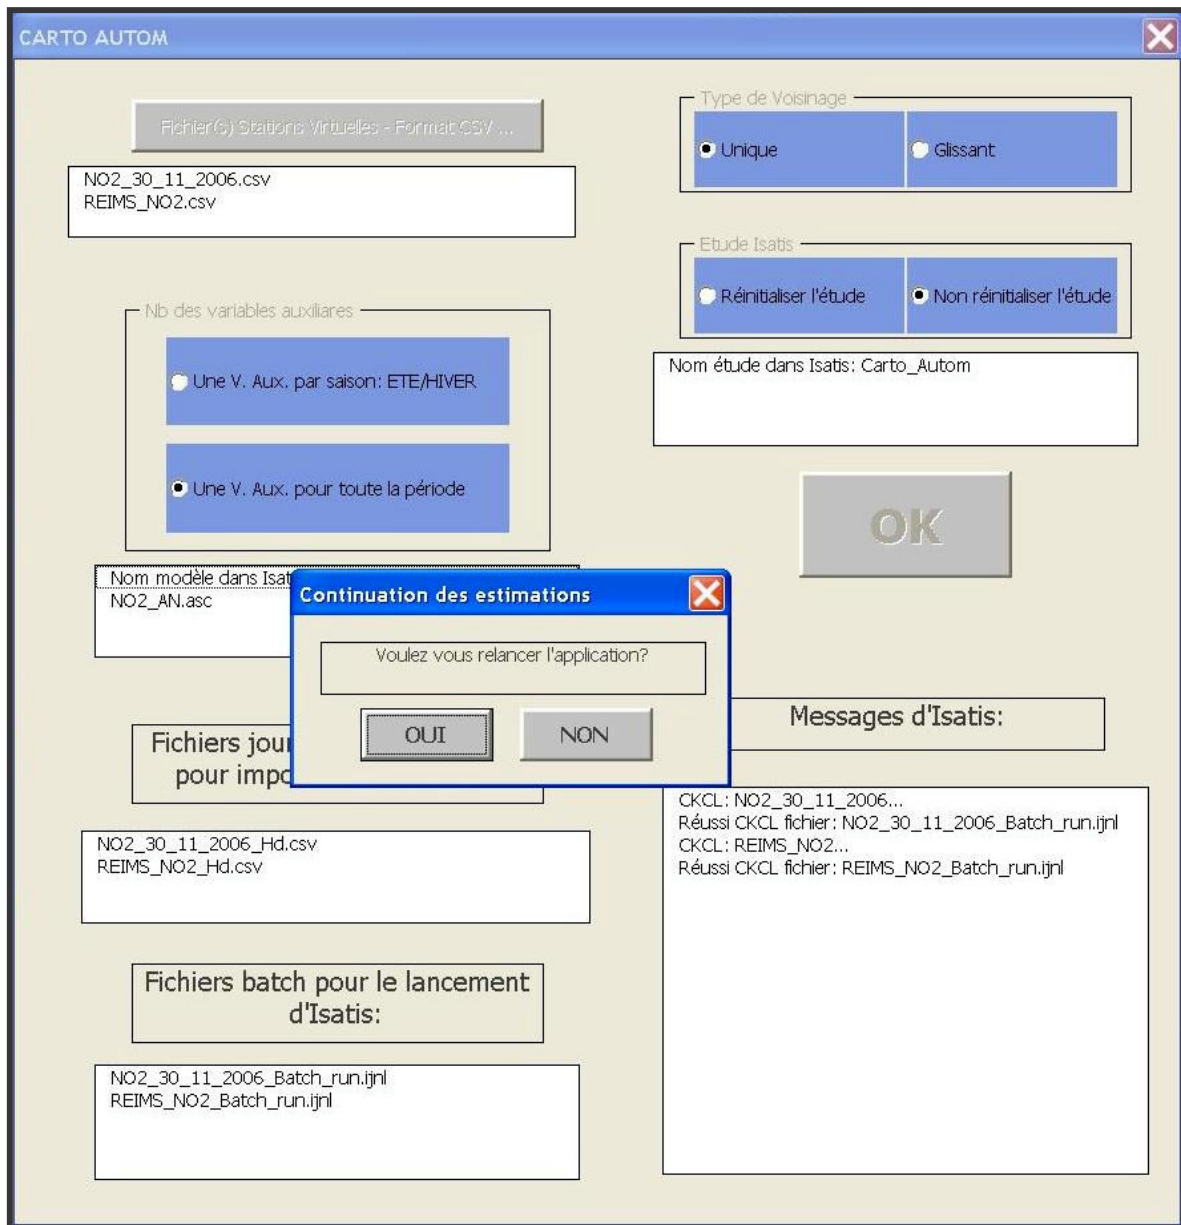 CARTO AUTOM
Fichier(s) Stations Virtuelles - Format CSV ...
NO2_30_11_2006.csv
REIMS_NO2.csv
Type de Voisinage
Unique
Glissant
Etude Isatis
Réinitialiser l'étude
Non réinitialiser l'étude
Nom étude dans Isatis: Carto_Autom
Nb des variables auxiliares
Une V. Aux. par saison: ETE/HIVER
Une V. Aux. pour toute la période
OK
Nom modèle dans Isat
NO2_AN.asc
Continuation des estimations
Voulez vous relancer l'application?
OUI
NON
Fichiers jour
pour impo
NO2_30_11_2006_Hd.csv
REIMS_NO2_Hd.csv
Fichiers batch pour le lancement
d'Isatis:
NO2_30_11_2006_Batch_run.ijnl
REIMS_NO2_Batch_run.ijnl
Messages d'Isatis:
CKCL: NO2_30_11_2006...
Réussi CKCL fichier: NO2_30_11_2006_Batch_run.ijnl
CKCL: REIMS_NO2...
Réussi CKCL fichier: REIMS_NO2_Batch_run.ijnl